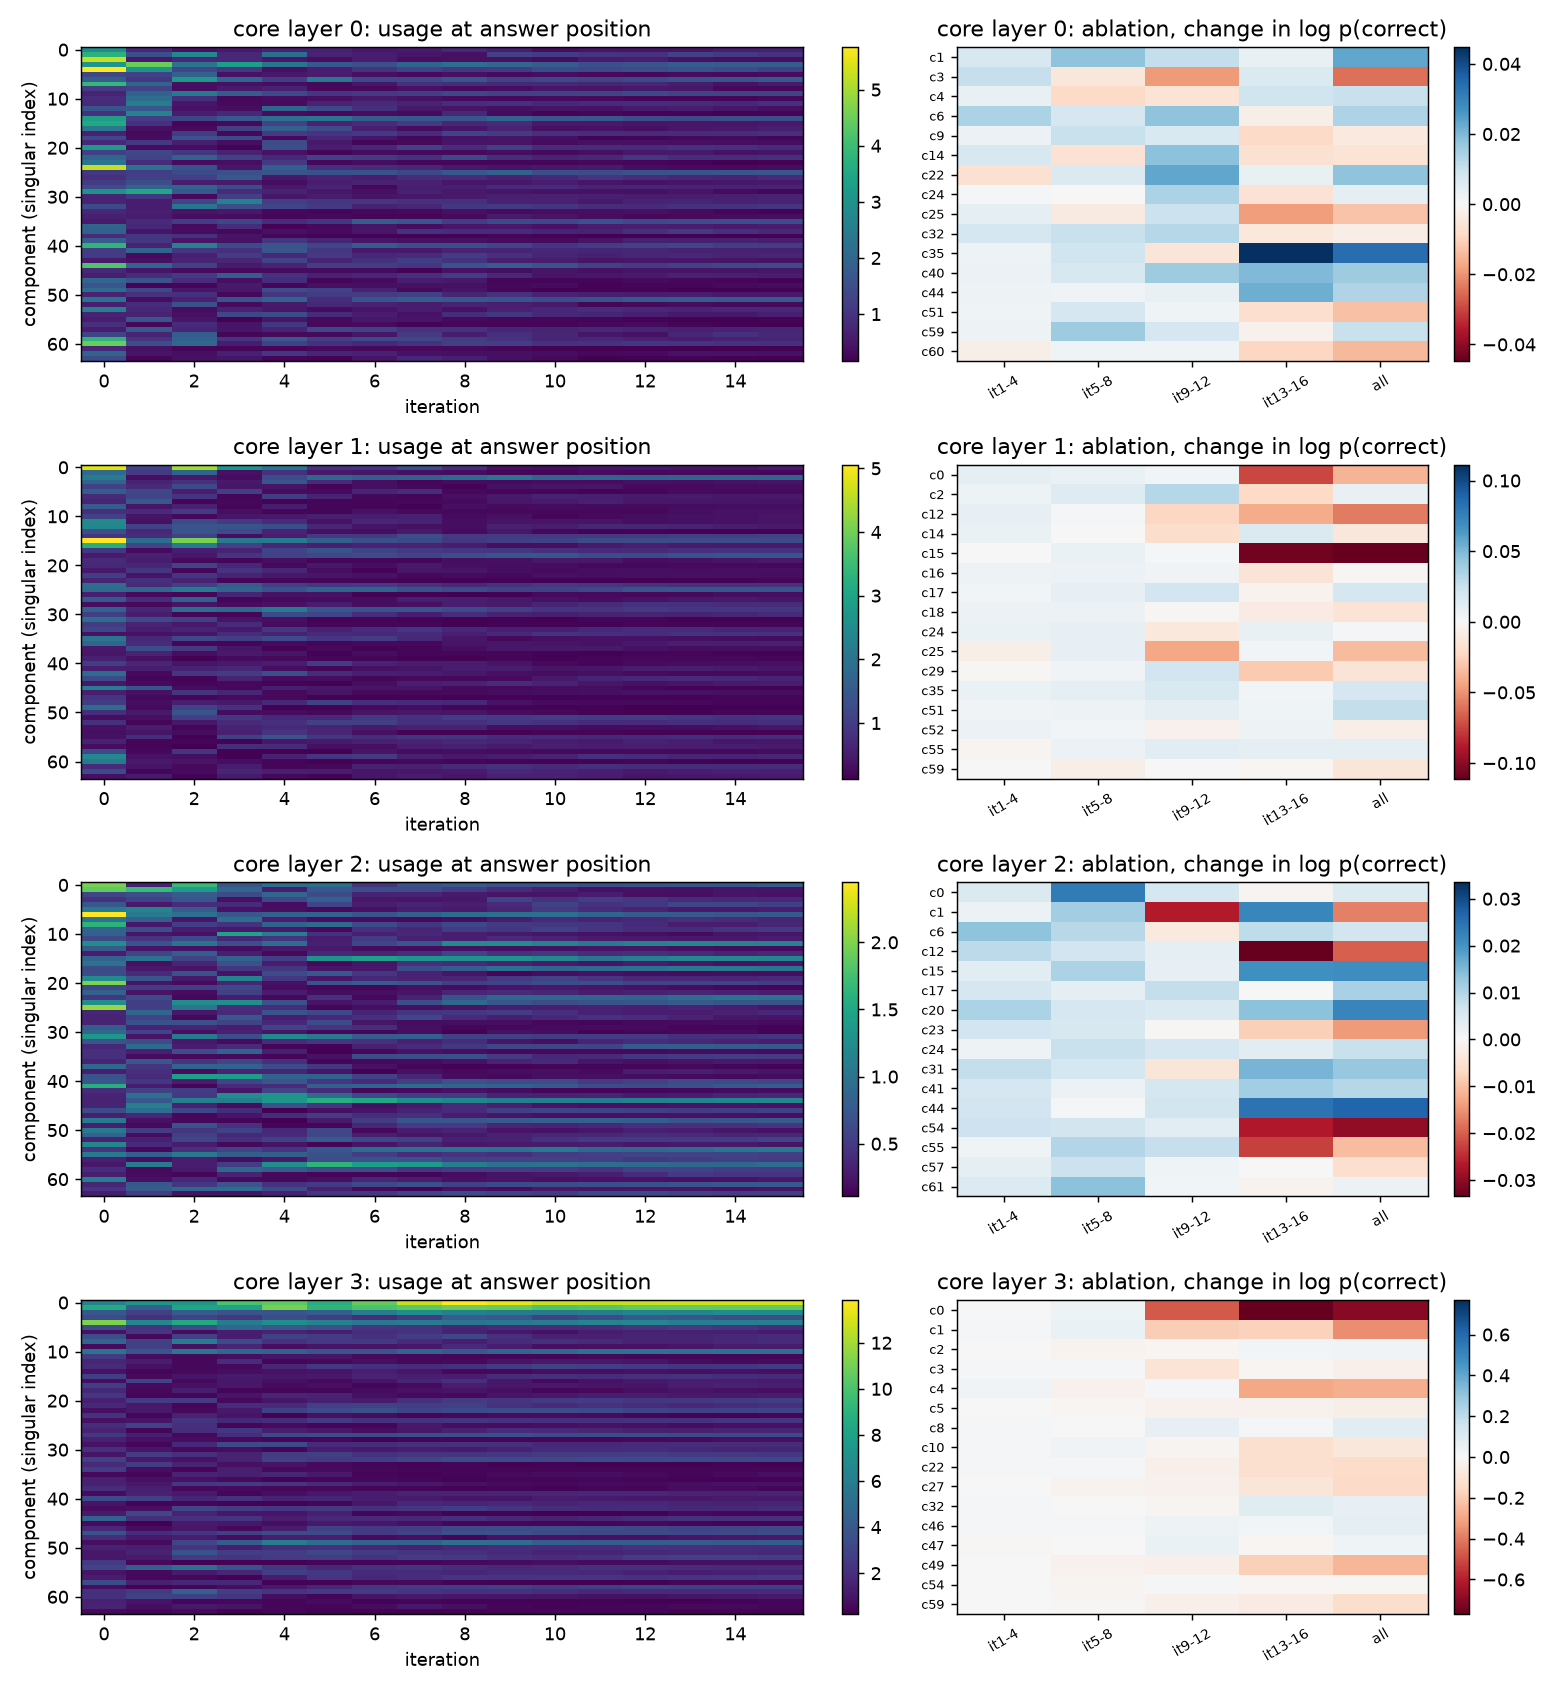 core layer 0: usage at answer position
component (singular index)
0
10
20
30
40
50
60
0 2 4 6 8 10 12 14
iteration
5
4
3
2
1
core layer 0: ablation, change in log p(correct)
c1
c3
c4
c6
c9
c14
c22
c24
c25
c32
c35
c40
c44
c51
c59
c60
it1-4 it5-8 it9-12 it13-16 all
0.04
0.02
0.00
−0.02
−0.04
core layer 1: usage at answer position
component (singular index)
0
10
20
30
40
50
60
0 2 4 6 8 10 12 14
iteration
5
4
3
2
1
core layer 1: ablation, change in log p(correct)
c0
c2
c12
c14
c15
c16
c17
c18
c24
c25
c29
c35
c51
c52
c55
c59
it1-4 it5-8 it9-12 it13-16 all
0.10
0.05
0.00
−0.05
−0.10
core layer 2: usage at answer position
component (singular index)
0
10
20
30
40
50
60
0 2 4 6 8 10 12 14
iteration
2.0
1.5
1.0
0.5
core layer 2: ablation, change in log p(correct)
c0
c1
c6
c12
c15
c17
c20
c23
c24
c31
c41
c44
c54
c55
c57
c61
it1-4 it5-8 it9-12 it13-16 all
0.03
0.02
0.01
0.00
−0.01
−0.02
−0.03
core layer 3: usage at answer position
component (singular index)
0
10
20
30
40
50
60
0 2 4 6 8 10 12 14
iteration
12
10
8
6
4
2
core layer 3: ablation, change in log p(correct)
c0
c1
c2
c3
c4
c5
c8
c10
c22
c27
c32
c46
c47
c49
c54
c59
it1-4 it5-8 it9-12 it13-16 all
0.6
0.4
0.2
0.0
−0.2
−0.4
−0.6